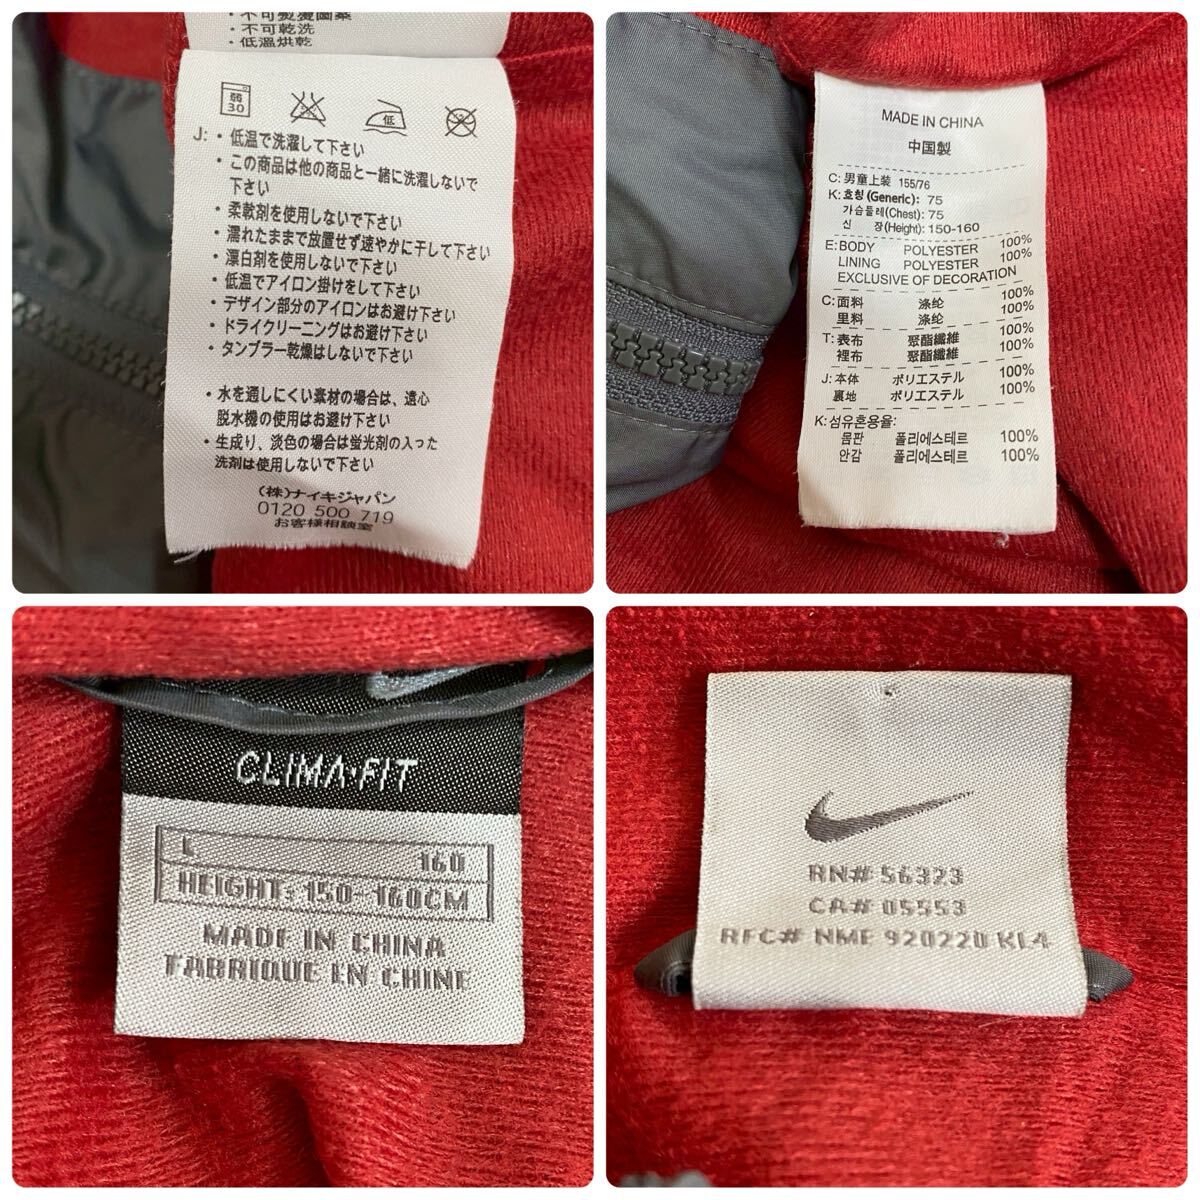 ・不可乾洗
・低溫烘乾
弱
30
低
J:・低温で洗濯して下さい
・この商品は他の商品と一緒に洗濯しないで
下さい
・柔軟剤を使用しないで下さい
・濡れたままで放置せず速やかに干して下さい
・漂白剤を使用しないで下さい
・低温でアイロン掛けをして下さい
・デザイン部分のアイロンはお避け下さい
・ドライクリーニングはお避け下さい
・タンブラー乾燥はしないで下さい
・水を通しにくい素材の場合は、遠心
脱水機の使用はお避け下さい
・生成り、淡色の場合は蛍光剤の入った
洗剤は使用しないで下さい
(株)ナイキジャパン
0120 500 719
お客様相談室
MADE IN CHINA
中国製
C: 男童上装 155/76
K: 호칭(Generic): 75
가슴둘레(Chest): 75
신 장(Height): 150-160
E: BODY POLYESTER 100%
LINING POLYESTER 100%
EXCLUSIVE OF DECORATION
C: 面料 涤纶 100%
里料 涤纶 100%
T: 表布 聚酯纖維 100%
裡布 聚酯纖維 100%
J: 本体 ポリエステル 100%
裏地 ポリエステル 100%
K: 섬유혼용율:
몸판 폴리에스테르 100%
안감 폴리에스테르 100%
CLIMA·FIT
L 160
HEIGHT: 150-160CM
MADE IN CHINA
FABRIQUE EN CHINE
RN# 56323
CA# 05553
RFC# NME 920220 KL4